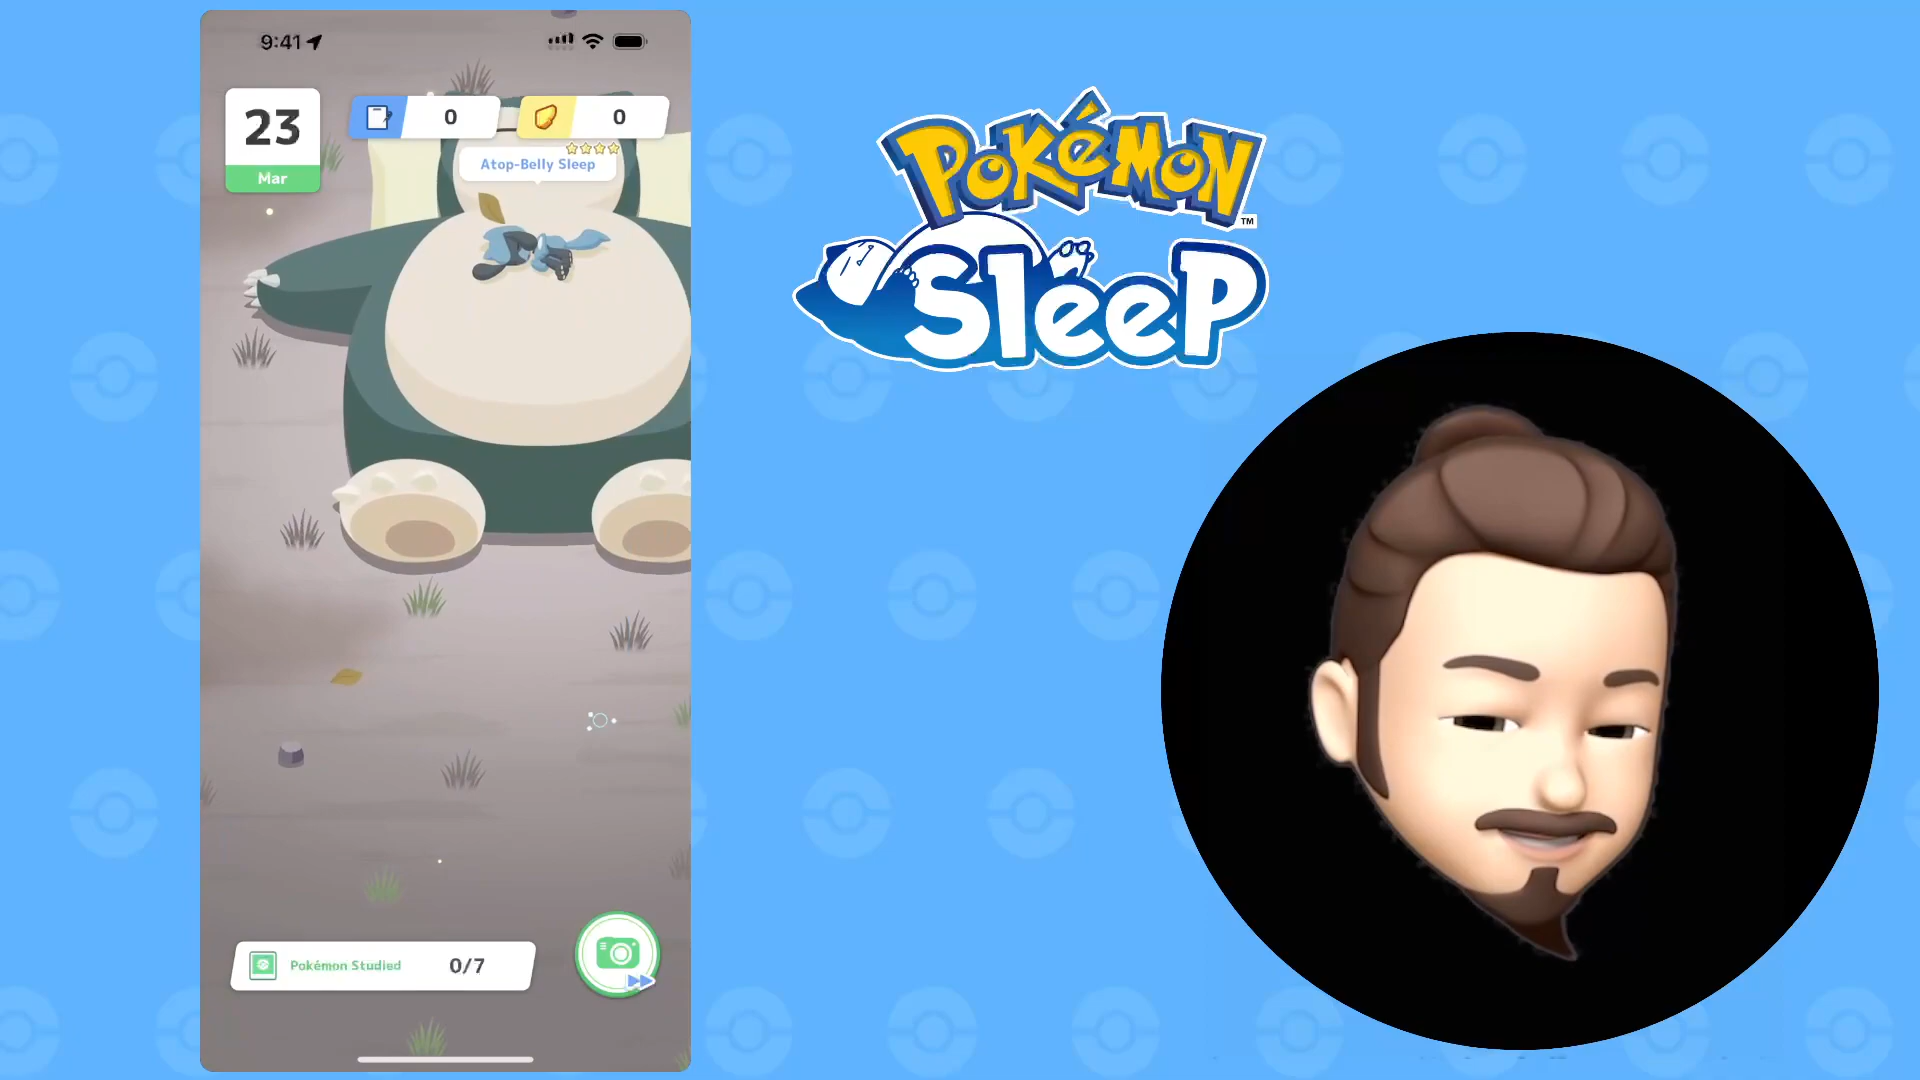 9:41
23
Mar
0
0
Atop-Belly Sleep
Pokémon Studied
0/7
POKÉMON
TM
Sleep